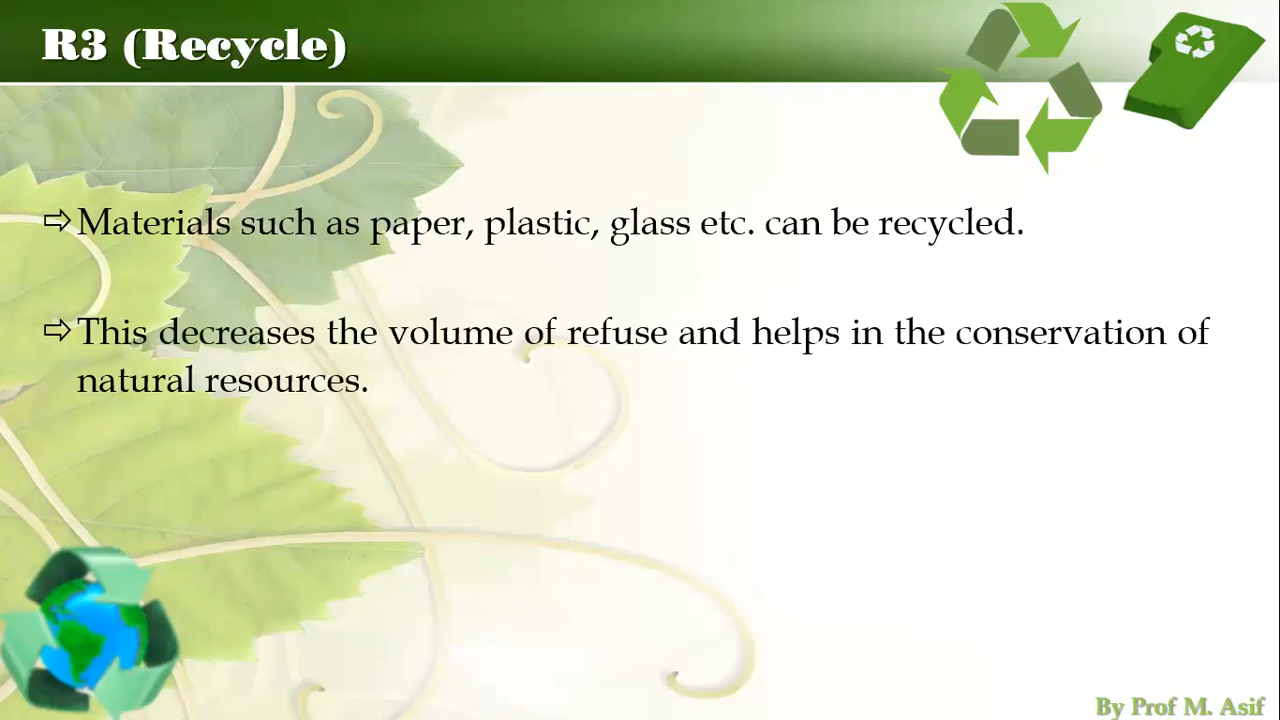 R3 (Recycle)
⇨Materials such as paper, plastic, glass etc. can be recycled.
⇨This decreases the volume of refuse and helps in the conservation of
natural resources.
By Prof M. Asif